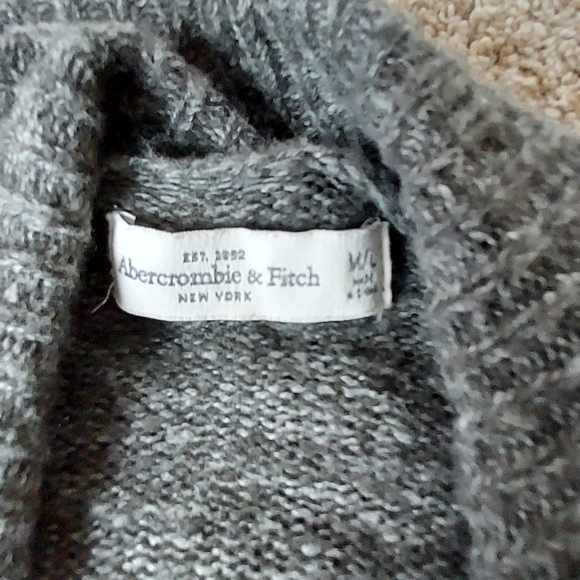 EST. 1892
Abercrombie & Fitch
NEW YORK
M/L